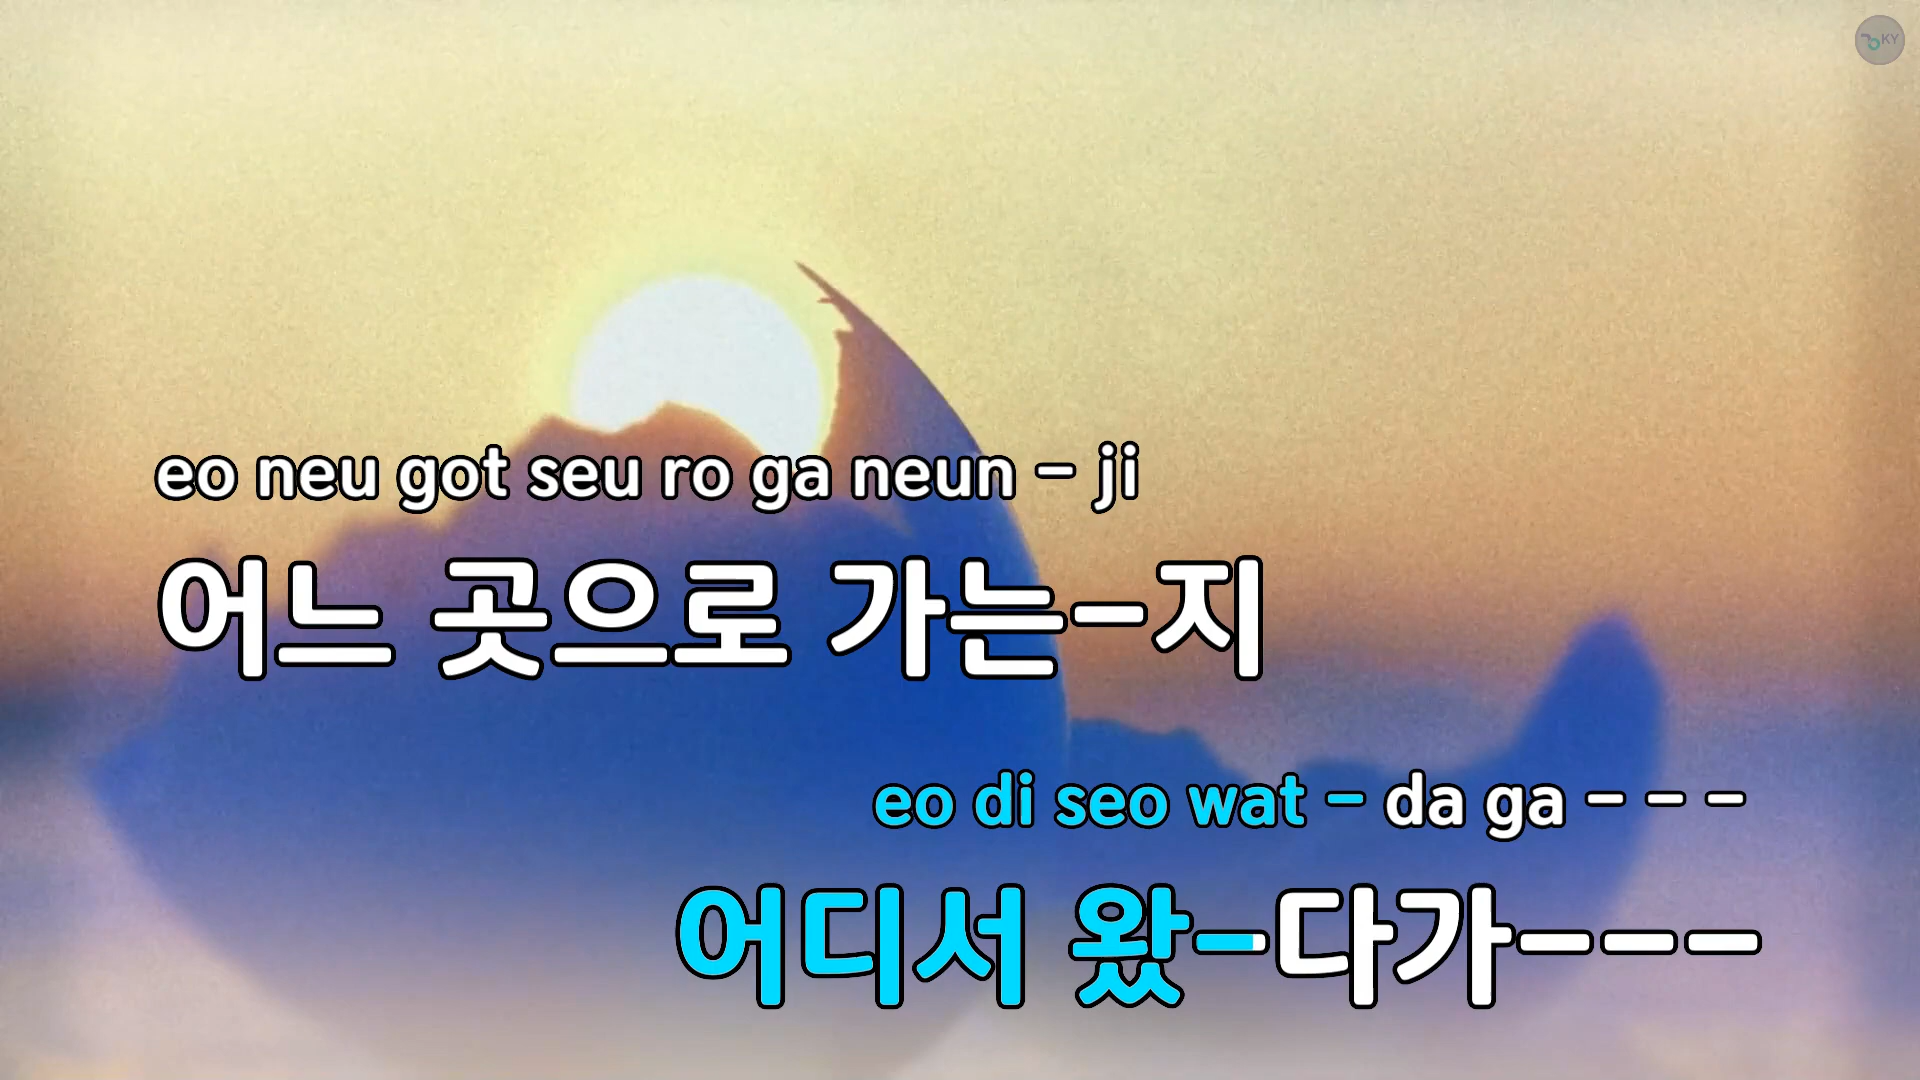 KY
eo neu got seu ro ga neun – ji
어느 곳으로 가는–지
eo di seo wat – da ga – – –
어디서 왔–다가–––